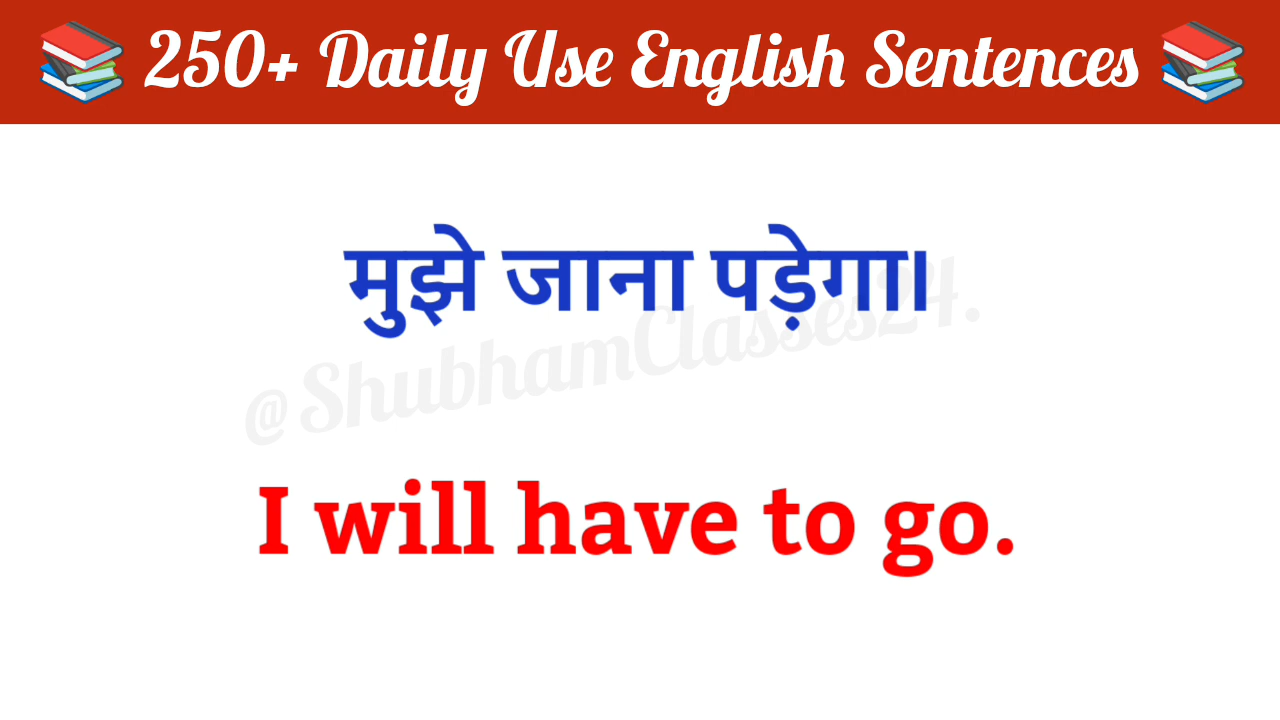 250+ Daily Use English Sentences
मुझे जाना पड़ेगा।
@ShubhamClasses24.
I will have to go.